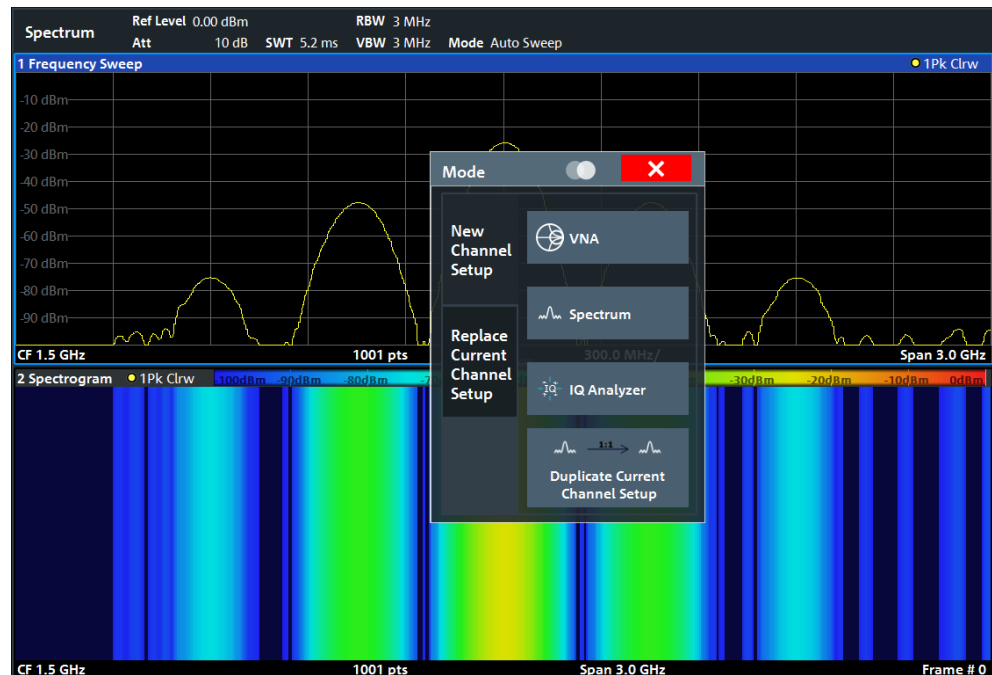 Spectrum
Ref Level 0.00 dBm RBW 3 MHz
Att 10 dB SWT 5.2 ms VBW 3 MHz Mode Auto Sweep
1 Frequency Sweep 1Pk Clrw
-10 dBm
-20 dBm
-30 dBm
-40 dBm
-50 dBm
-60 dBm
-70 dBm
-80 dBm
-90 dBm
CF 1.5 GHz 1001 pts 300.0 MHz/ Span 3.0 GHz
Mode
New
Channel
Setup
Replace
Current
Channel
Setup
VNA
Spectrum
IQ
IQ Analyzer
1:1
Duplicate Current
Channel Setup
2 Spectrogram 1Pk Clrw -100dBm -90dBm -80dBm -30dBm -20dBm -10dBm 0dBm
CF 1.5 GHz 1001 pts Span 3.0 GHz Frame # 0